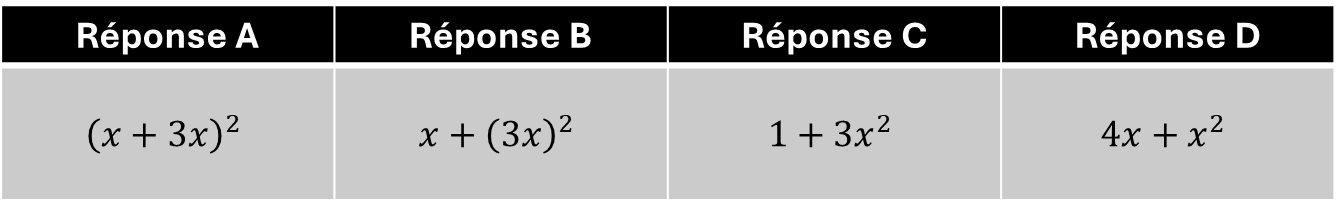 Réponse A Réponse B Réponse C Réponse D
(x + 3x)² x + (3x)² 1 + 3x² 4x + x²